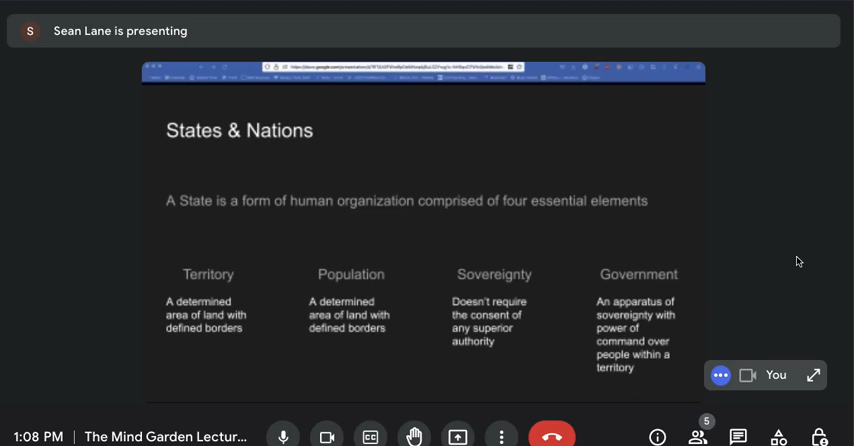 S Sean Lane is presenting
States & Nations
A State is a form of human organization comprised of four essential elements
Territory
A determined
area of land with
defined borders
Population
A determined
area of land with
defined borders
Sovereignty
Doesn't require
the consent of
any superior
authority
Government
An apparatus of
sovereignty with
power of
command over
people within a
territory
You
5
1:08 PM | The Mind Garden Lectur...
CC